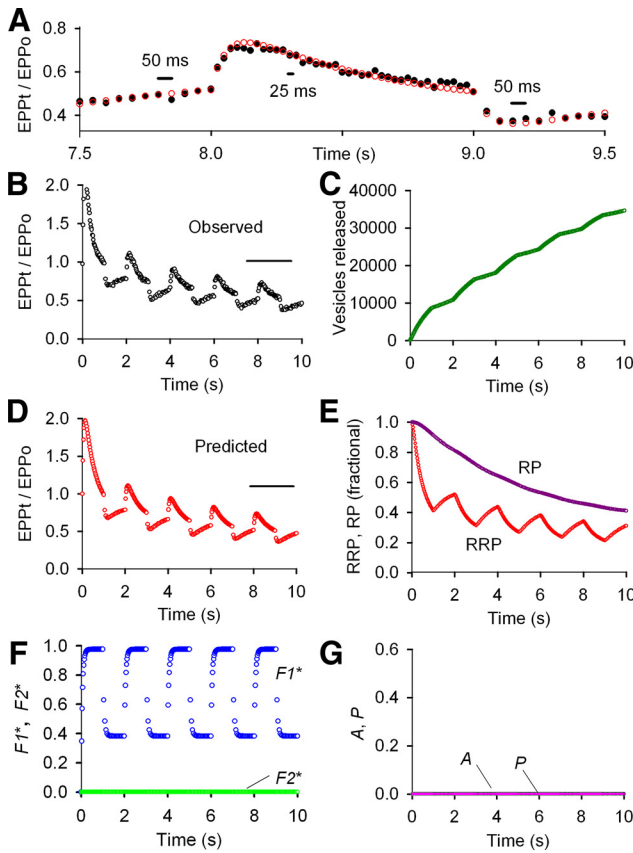 A
EPPt / EPPo
0.8
0.6
0.4
50 ms
25 ms
50 ms
7.5
8.0
Time (s)
9.0
9.5
B
EPPt / EPPo
2.0
1.5
1.0
0.5
0.0
Observed
0 2 4 6 8 10
Time (s)
C
Vesicles released
40000
30000
20000
10000
0
0 2 4 6 8 10
Time (s)
D
EPPt / EPPo
2.0
1.5
1.0
0.5
0.0
Predicted
0 2 4 6 8 10
Time (s)
E
RRP, RP (fractional)
1.0
0.8
0.6
0.4
0.2
0.0
RP
RRP
0 2 4 6 8 10
Time (s)
F
F1*, F2*
1.0
0.8
0.6
0.4
0.2
0.0
F1*
F2*
0 2 4 6 8 10
Time (s)
G
A, P
0.6
0.4
0.2
0.0
A
P
0 2 4 6 8 10
Time (s)